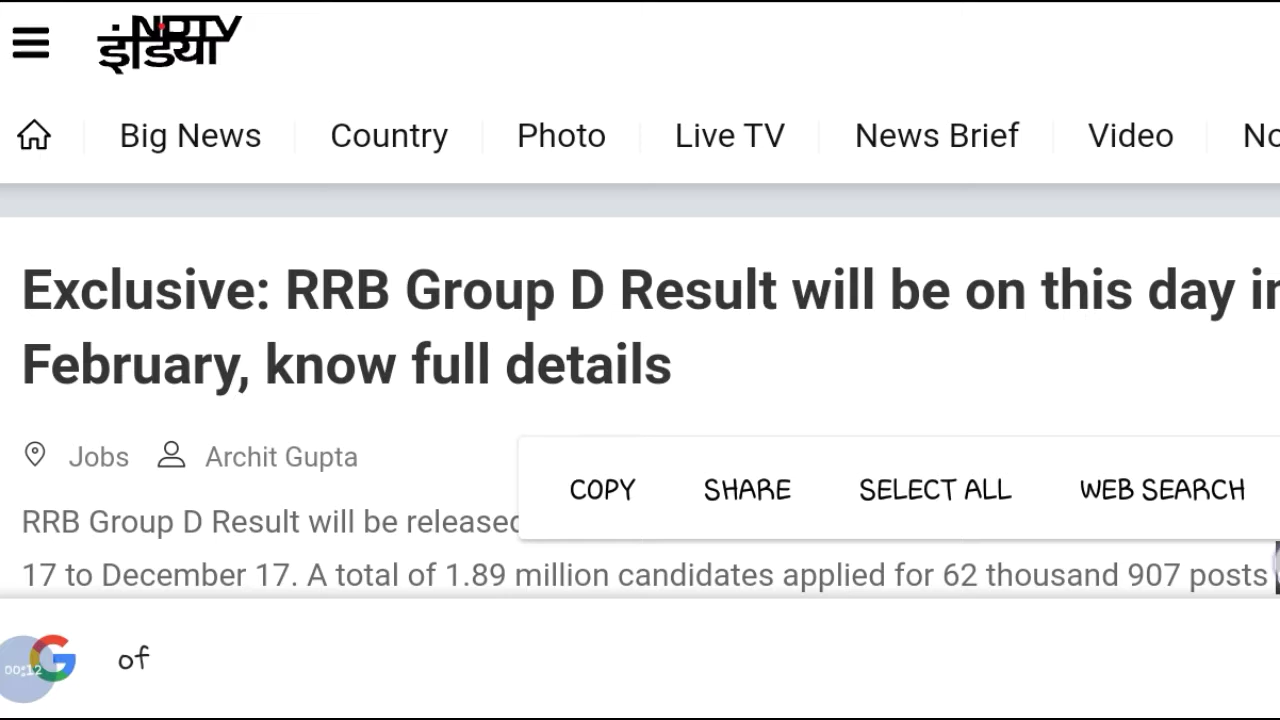 NDTV
इंडिया
Big News Country Photo Live TV News Brief Video
Exclusive: RRB Group D Result will be on this day in
February, know full details
Jobs Archit Gupta
COPY SHARE SELECT ALL WEB SEARCH
RRB Group D Result will be released
17 to December 17. A total of 1.89 million candidates applied for 62 thousand 907 posts
00:12 G of